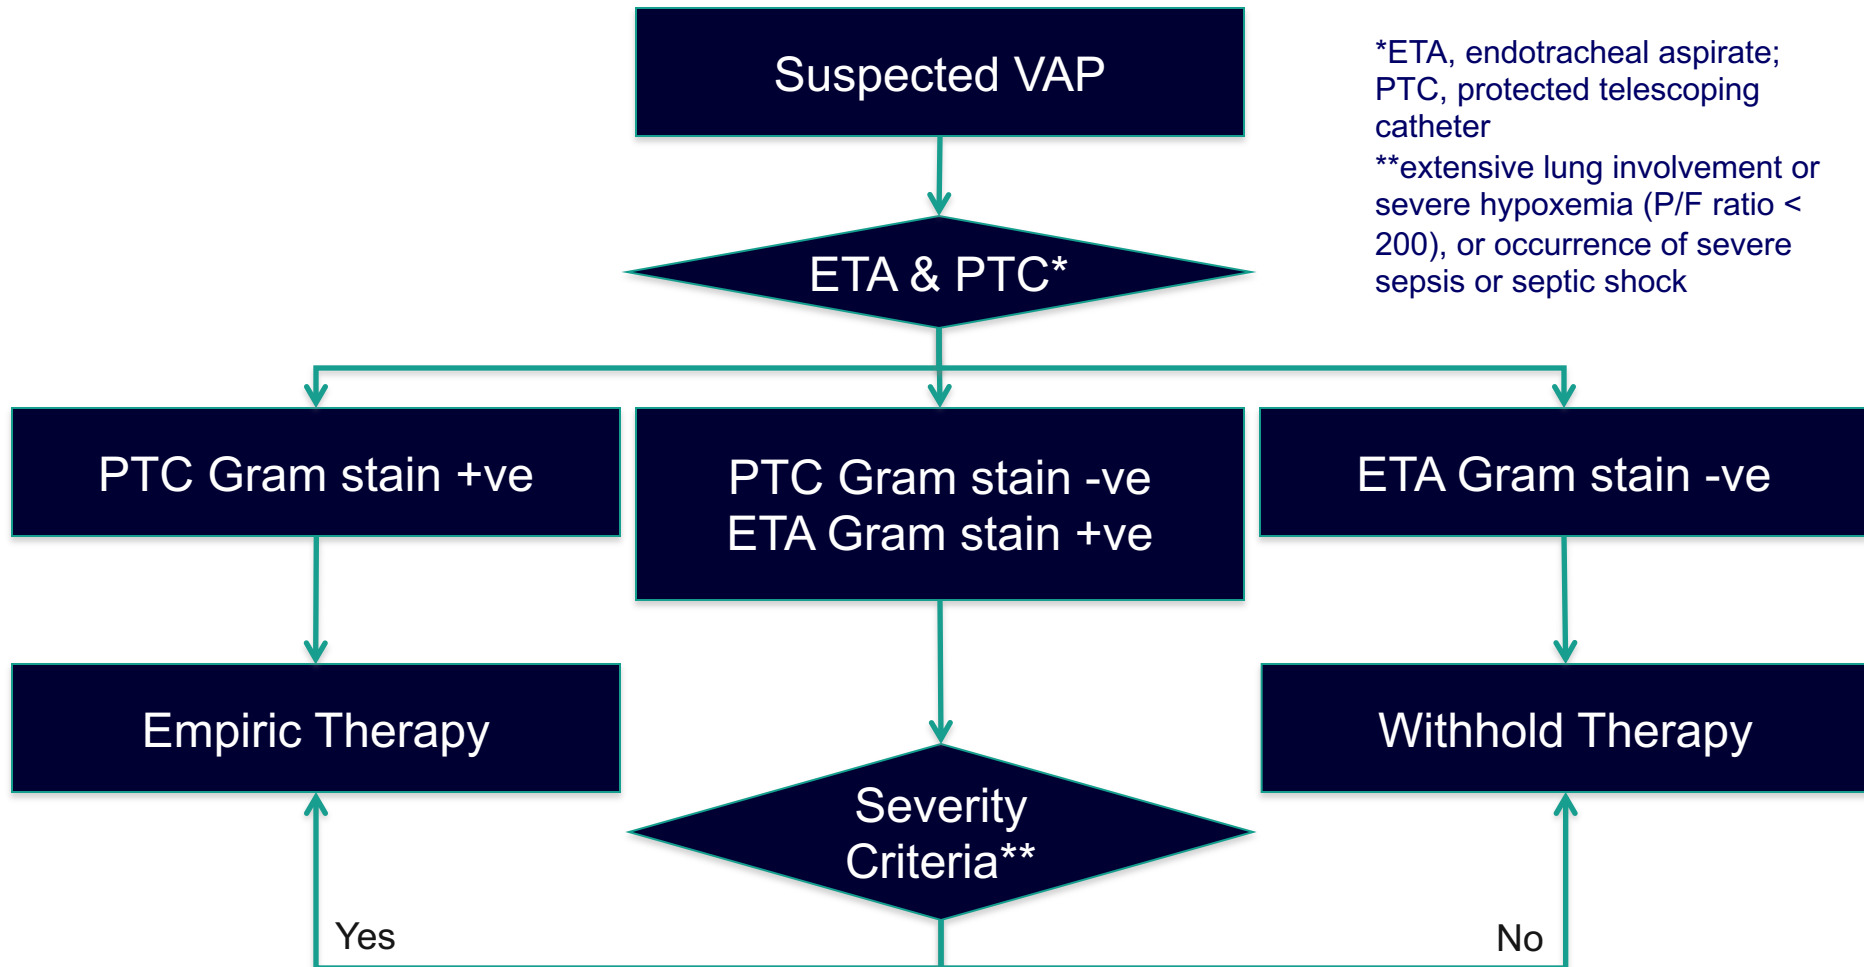 Suspected VAP
*ETA, endotracheal aspirate;
PTC, protected telescoping
catheter
**extensive lung involvement or
severe hypoxemia (P/F ratio <
200), or occurrence of severe
sepsis or septic shock
ETA & PTC*
PTC Gram stain +ve
PTC Gram stain -ve
ETA Gram stain +ve
ETA Gram stain -ve
Empiric Therapy
Severity
Criteria**
Withhold Therapy
Yes
No